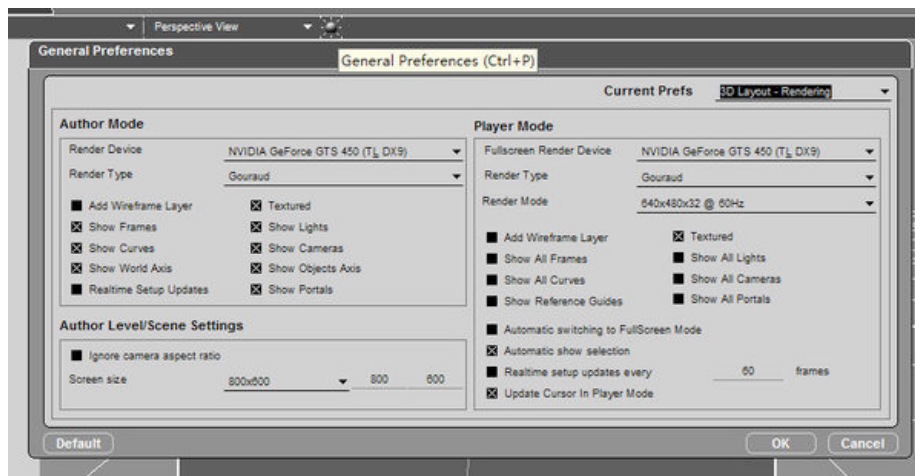 Perspective View
General Preferences
General Preferences (Ctrl+P)
Current Prefs 3D Layout - Rendering
Author Mode
Render Device NVIDIA GeForce GTS 450 (TL DX9)
Render Type Gouraud
Add Wireframe Layer Textured
Show Frames Show Lights
Show Curves Show Cameras
Show World Axis Show Objects Axis
Realtime Setup Updates Show Portals
Author Level/Scene Settings
Ignore camera aspect ratio
Screen size 800x600 800 600
Player Mode
Fullscreen Render Device NVIDIA GeForce GTS 450 (TL DX9)
Render Type Gouraud
Render Mode 640x480x32 @ 60Hz
Add Wireframe Layer Textured
Show All Frames Show All Lights
Show All Curves Show All Cameras
Show Reference Guides Show All Portals
Automatic switching to FullScreen Mode
Automatic show selection
Realtime setup updates every 60 frames
Update Cursor In Player Mode
Default OK Cancel